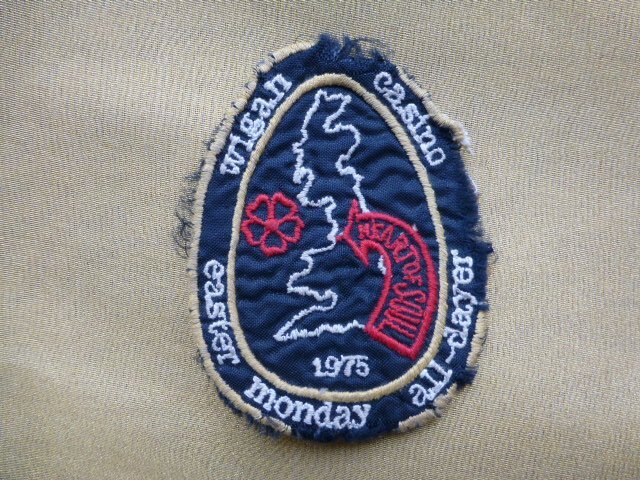 wigan casino
easter monday all-dayer
HEART OF SOUL
1975